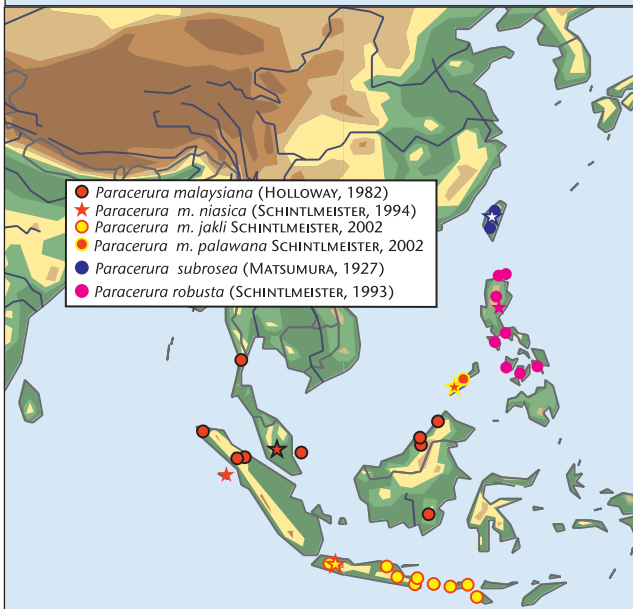 Paracerura malaysiana (HOLLOWAY, 1982)
Paracerura m. niasica (SCHINTLMEISTER, 1994)
Paracerura m. jakli SCHINTLMEISTER, 2002
Paracerura m. palawana SCHINTLMEISTER, 2002
Paracerura subrosea (MATSUMURA, 1927)
Paracerura robusta (SCHINTLMEISTER, 1993)